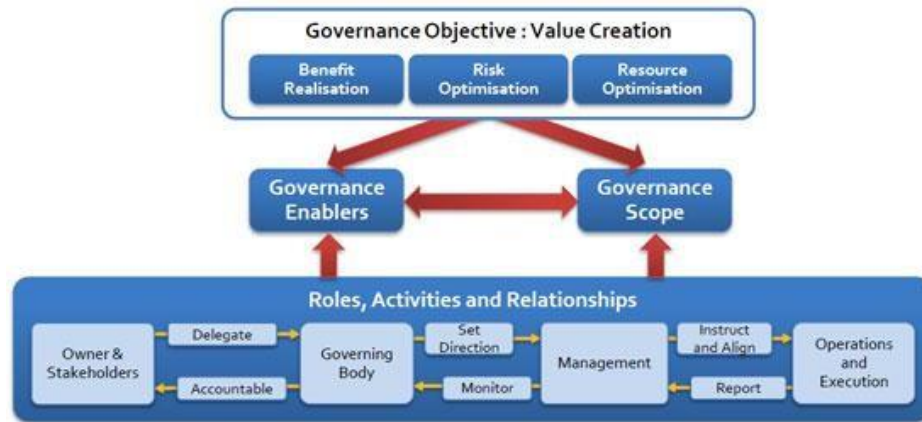 Governance Objective : Value Creation
Benefit
Realisation
Risk
Optimisation
Resource
Optimisation
Governance
Enablers
Governance
Scope
Roles, Activities and Relationships
Owner &
Stakeholders
Delegate
Accountable
Governing
Body
Set
Direction
Monitor
Management
Instruct
and Align
Report
Operations
and
Execution